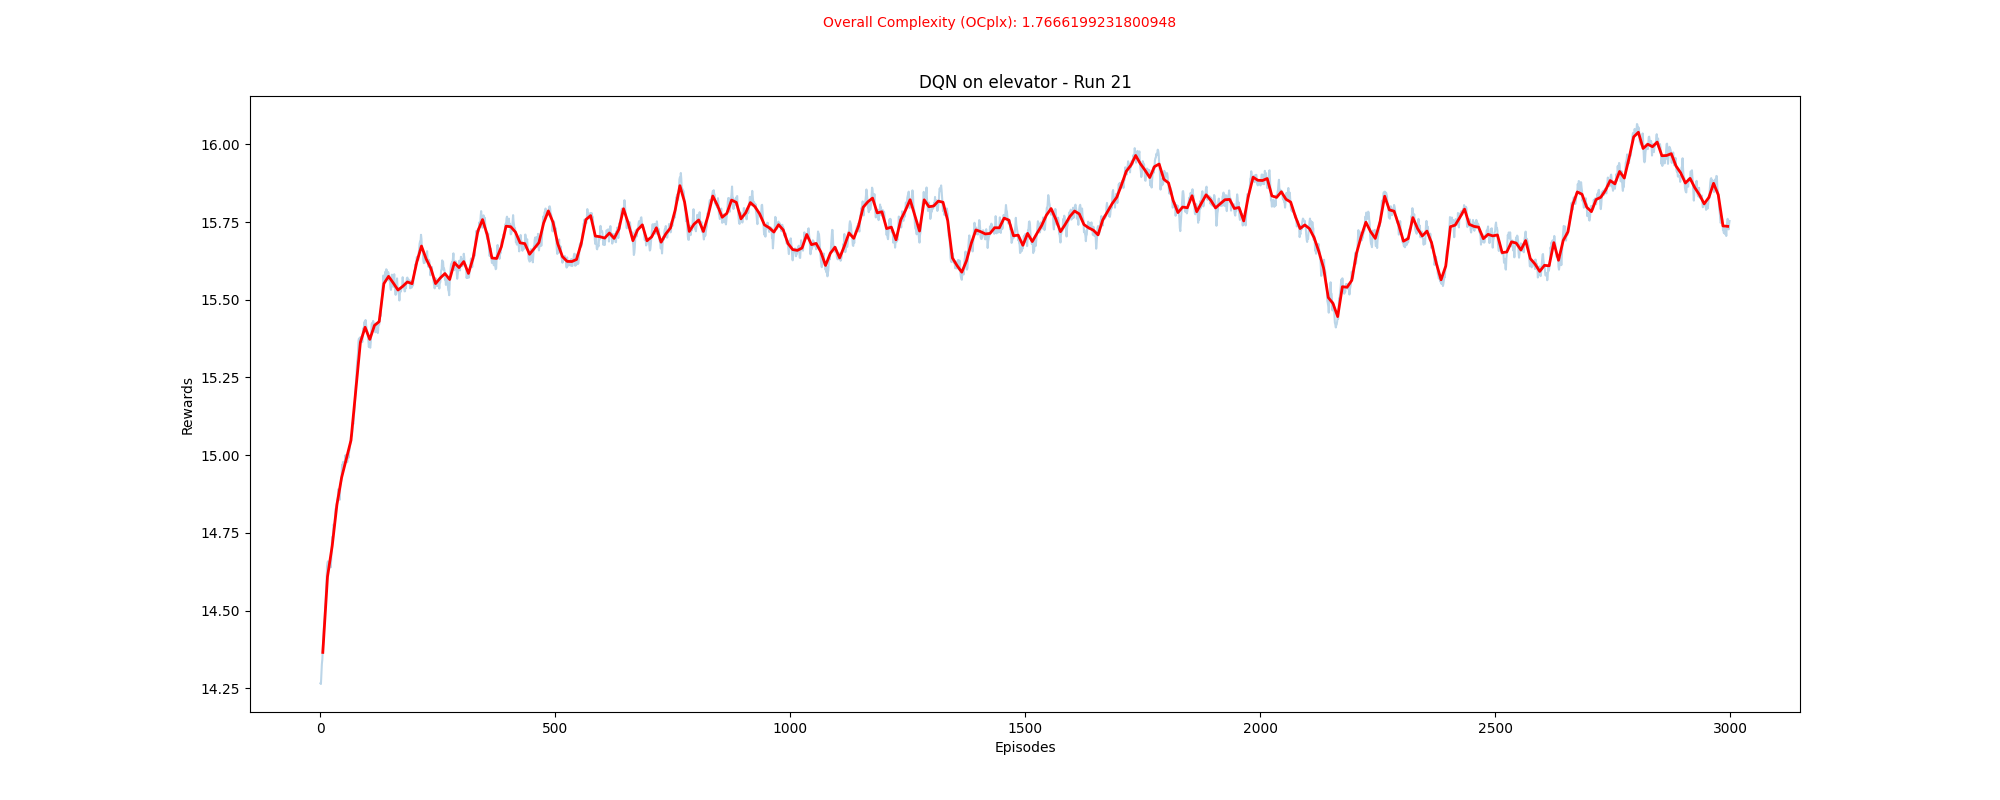 Overall Complexity (OCplx): 1.7666199231800948
DQN on elevator - Run 21
16.00
15.75
15.50
15.25
15.00
14.75
14.50
14.25
Rewards
0 500 1000 1500 2000 2500 3000
Episodes